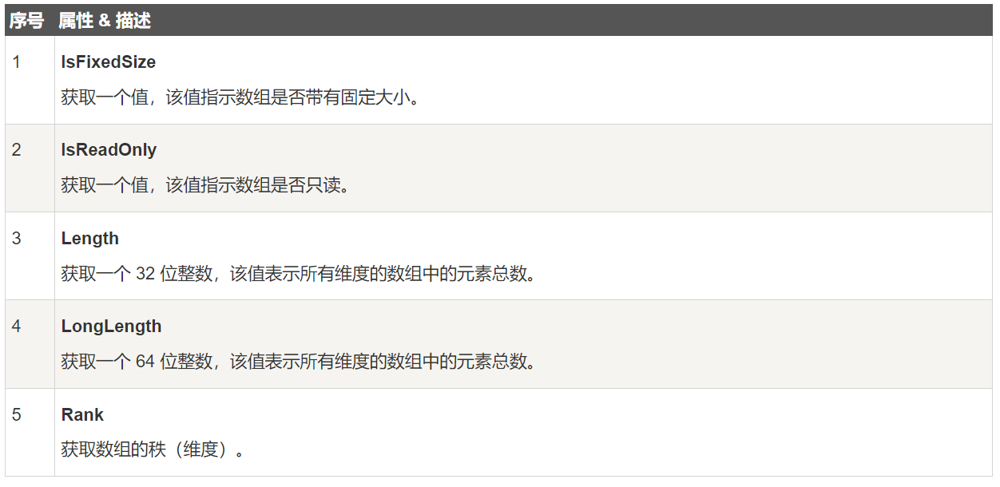 序号 属性 & 描述
1 IsFixedSize
获取一个值，该值指示数组是否带有固定大小。
2 IsReadOnly
获取一个值，该值指示数组是否只读。
3 Length
获取一个 32 位整数，该值表示所有维度的数组中的元素总数。
4 LongLength
获取一个 64 位整数，该值表示所有维度的数组中的元素总数。
5 Rank
获取数组的秩（维度）。